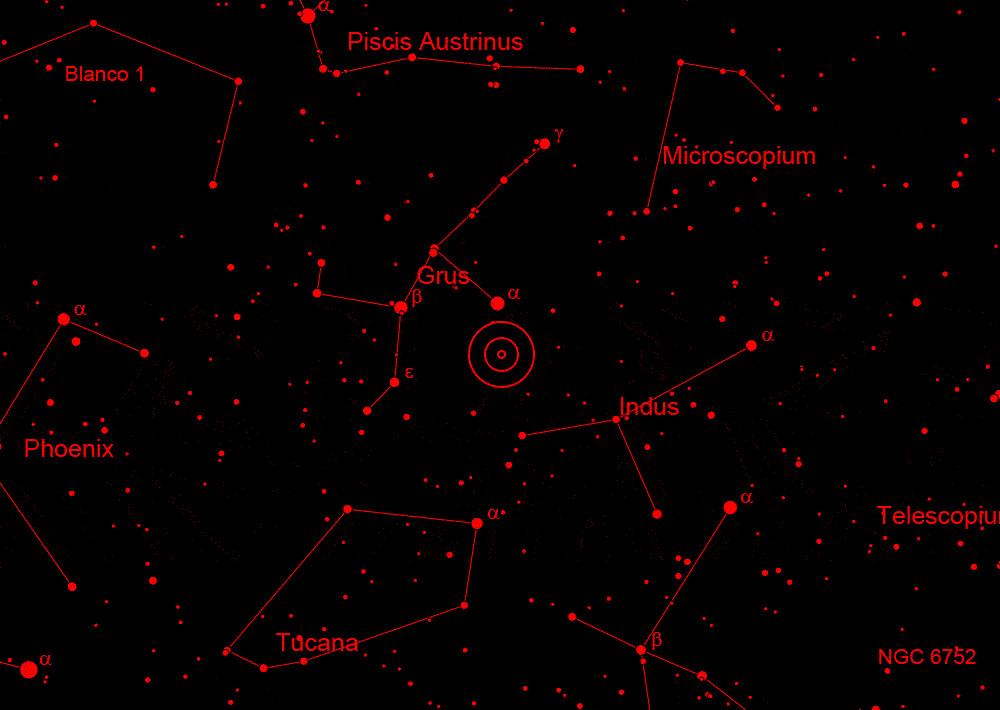 α
Piscis Austrinus
Blanco 1
γ
Microscopium
Grus
β
α
α
α
ε
Indus
Phoenix
α
α
Telescopiu
Tucana
β
α
NGC 6752